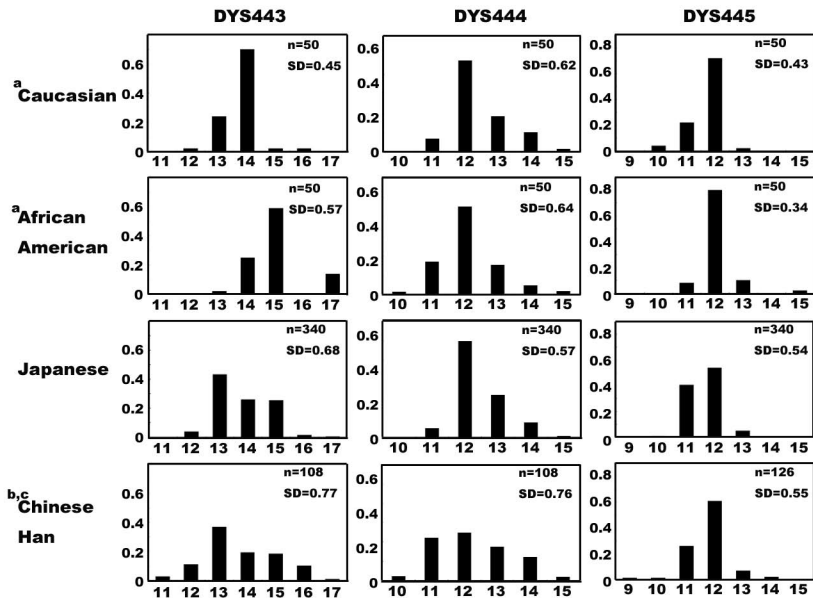 DYS443 DYS444 DYS445
a Caucasian
n=50
SD=0.45
0.6
0.4
0.2
0
11 12 13 14 15 16 17
n=50
SD=0.62
0.6
0.4
0.2
0
10 11 12 13 14 15
n=50
SD=0.43
0.8
0.6
0.4
0.2
0
9 10 11 12 13 14 15
a African
American
n=50
SD=0.57
0.6
0.4
0.2
0
11 12 13 14 15 16 17
n=50
SD=0.64
0.6
0.4
0.2
0
10 11 12 13 14 15
n=50
SD=0.34
0.8
0.6
0.4
0.2
0
9 10 11 12 13 14 15
Japanese
n=340
SD=0.68
0.6
0.4
0.2
0
11 12 13 14 15 16 17
n=340
SD=0.57
0.6
0.4
0.2
0
10 11 12 13 14 15
n=340
SD=0.54
0.8
0.6
0.4
0.2
0
9 10 11 12 13 14 15
b,c Chinese
Han
n=108
SD=0.77
0.6
0.4
0.2
0
11 12 13 14 15 16 17
n=108
SD=0.76
0.6
0.4
0.2
0
10 11 12 13 14 15
n=126
SD=0.55
0.8
0.6
0.4
0.2
0
9 10 11 12 13 14 15